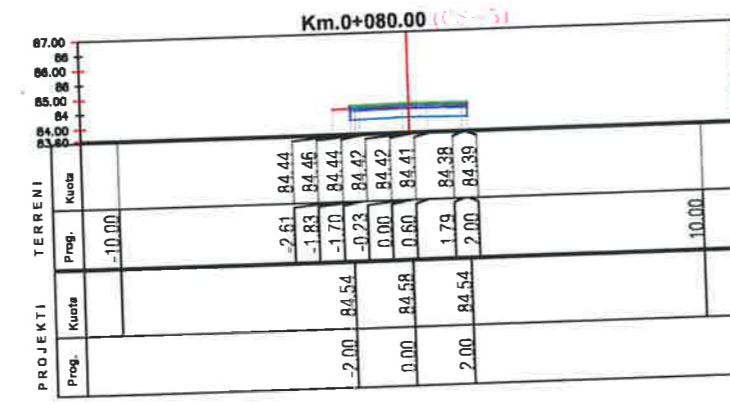 Km.0+080.00 (CS-5)
87.00
86
86.00
85
85.00
84
84.00
83.60
TERRENI
Kuota 84.44 84.46 84.44 84.42 84.42 84.41 84.38 84.39
Prog. -10.00 -2.61 -1.83 -1.70 -0.23 0.00 0.60 1.79 2.00 10.00
PROJEKTI
Kuota 84.54 84.58 84.54
Prog. -2.00 0.00 2.00